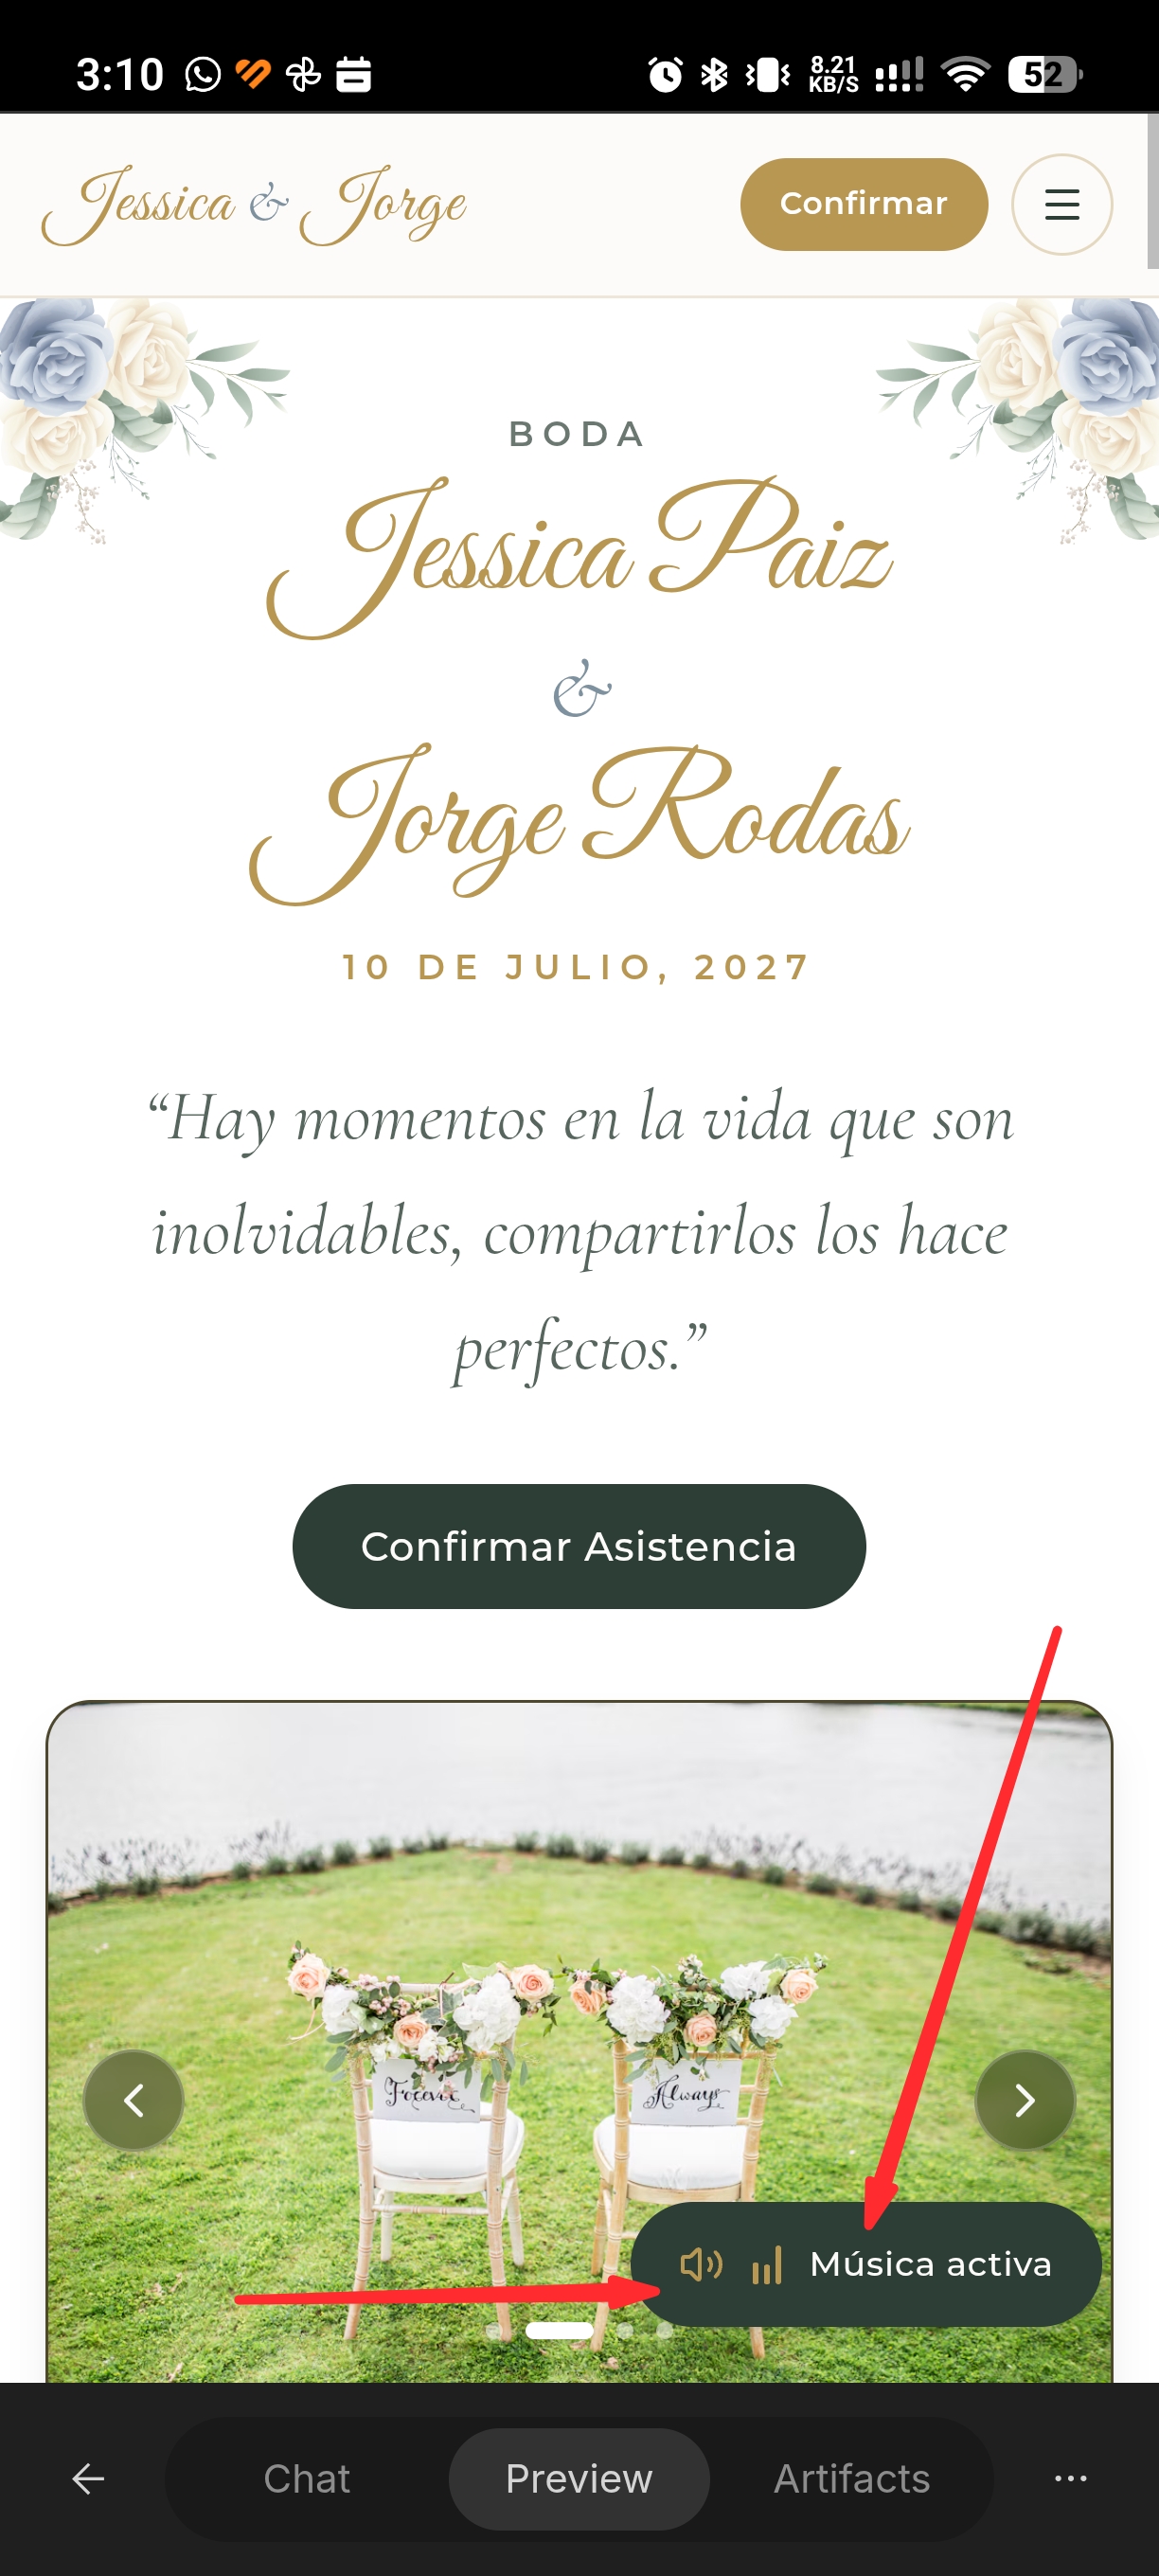 3:10
8.21
KB/S
52
Jessica & Jorge
Confirmar
BODA
Jessica Paiz
&
Jorge Rodas
10 DE JULIO, 2027
“Hay momentos en la vida que son
inolvidables, compartirlos los hace
perfectos.”
Confirmar Asistencia
Forever
Always
Música activa
Chat
Preview
Artifacts